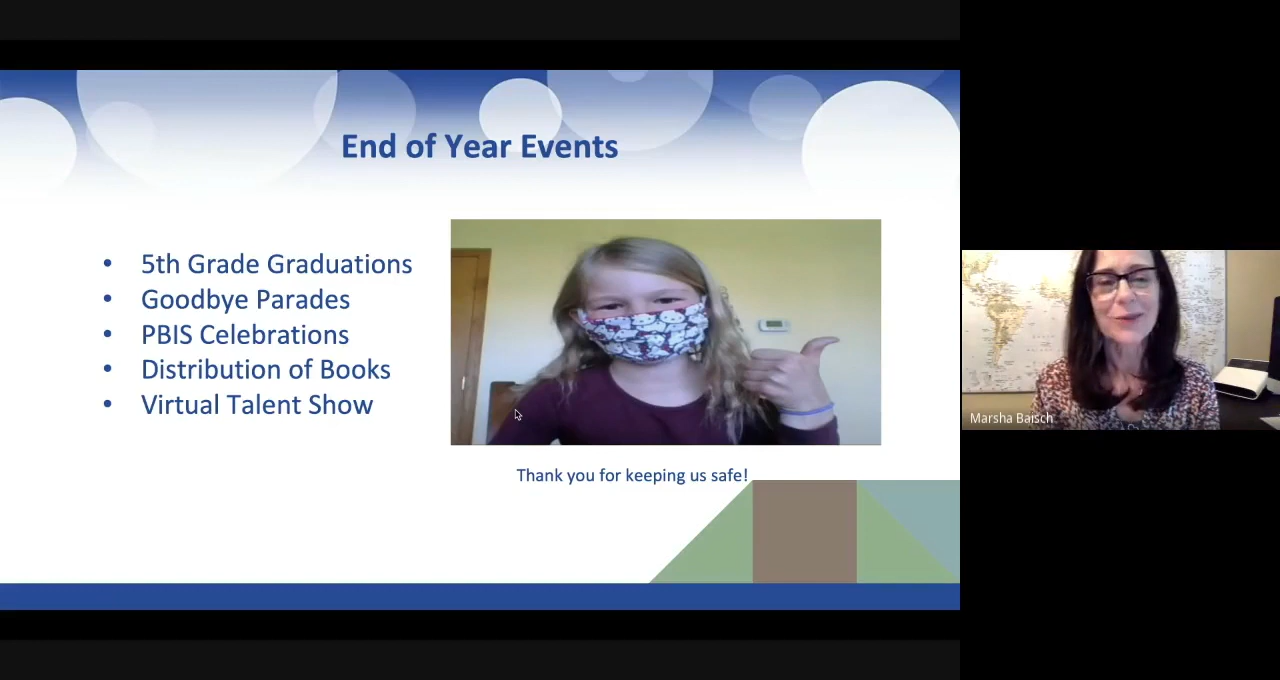 End of Year Events
• 5th Grade Graduations
• Goodbye Parades
• PBIS Celebrations
• Distribution of Books
• Virtual Talent Show
Thank you for keeping us safe!
Marsha Baisch